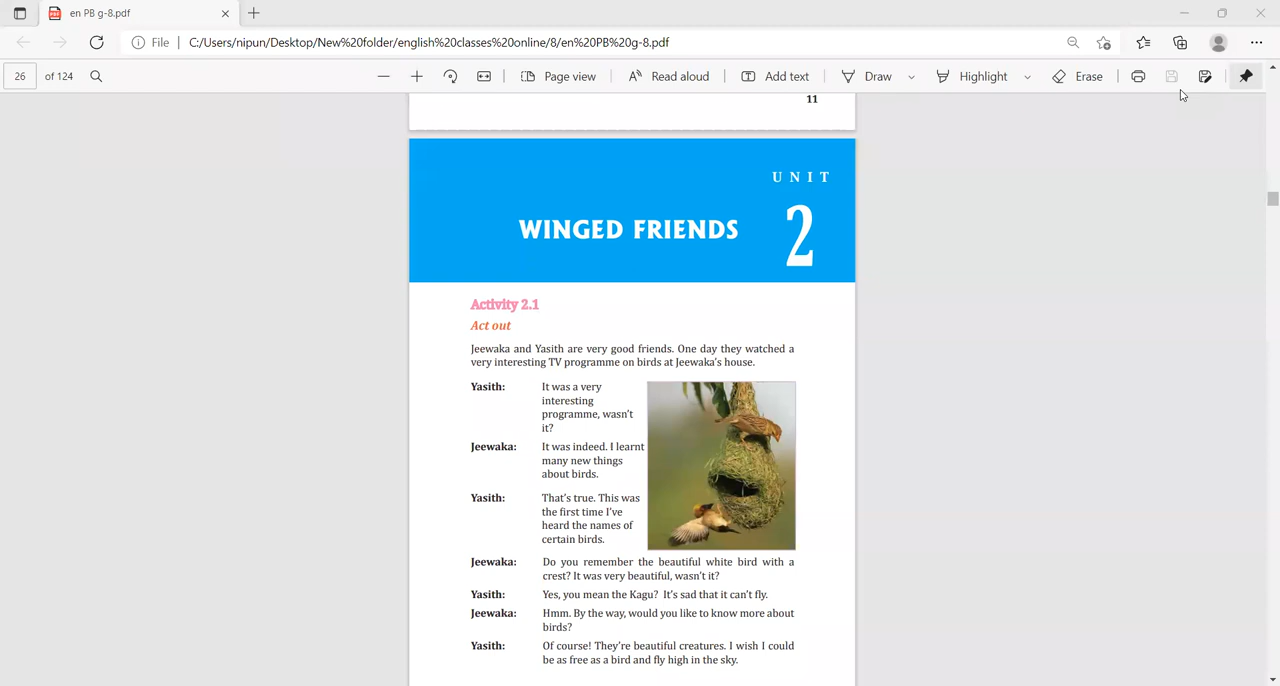 en PB g-8.pdf
File | C:/Users/nipun/Desktop/New%20folder/english%20classes%20online/8/en%20PB%20g-8.pdf
26 of 124 Page view Read aloud Add text Draw Highlight Erase
11
UNIT
WINGED FRIENDS 2
Activity 2.1
Act out
Jeewaka and Yasith are very good friends. One day they watched a
very interesting TV programme on birds at Jeewaka's house.
Yasith: It was a very
interesting
programme, wasn't
it?
Jeewaka: It was indeed. I learnt
many new things
about birds.
Yasith: That's true. This was
the first time I've
heard the names of
certain birds.
Jeewaka: Do you remember the beautiful white bird with a
crest? It was very beautiful, wasn't it?
Yasith: Yes, you mean the Kagu? It's sad that it can't fly.
Jeewaka: Hmm. By the way, would you like to know more about
birds?
Yasith: Of course! They're beautiful creatures. I wish I could
be as free as a bird and fly high in the sky.